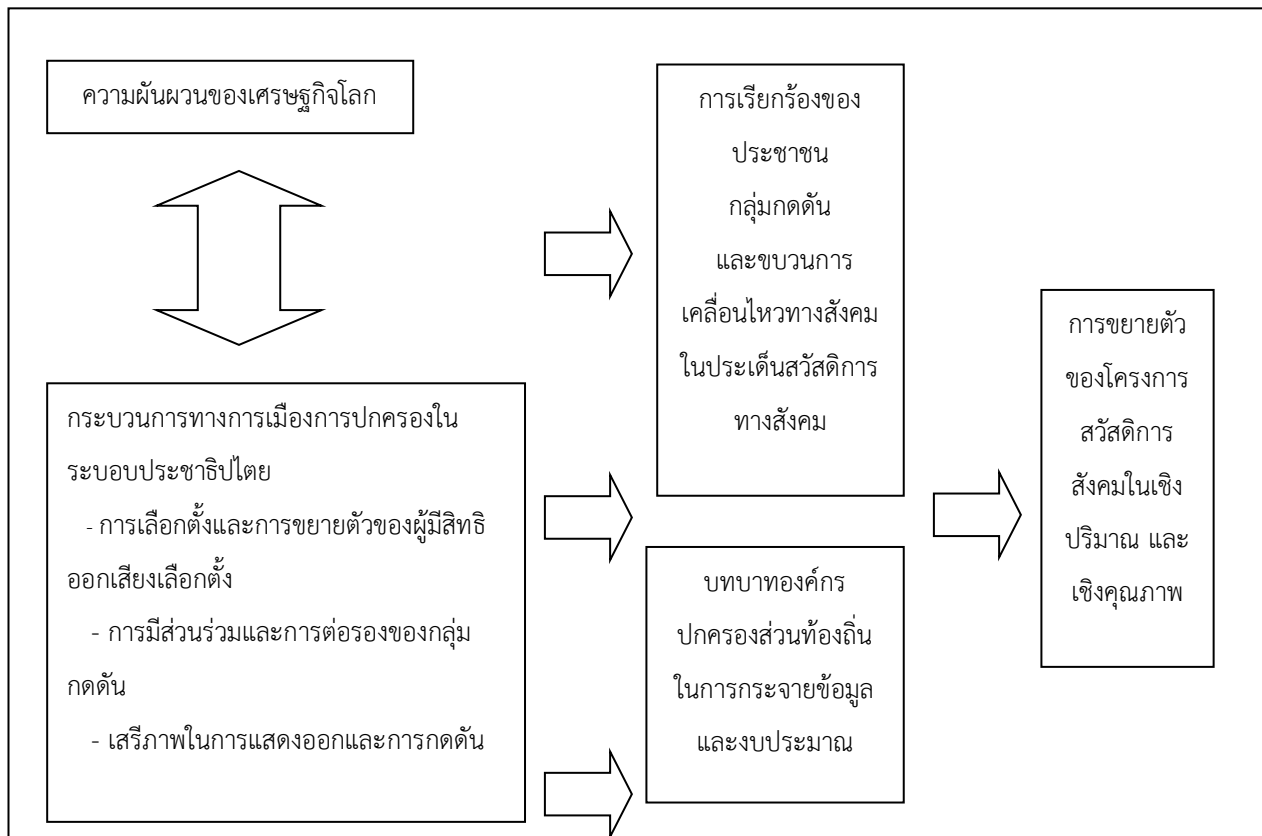 ความผันผวนของเศรษฐกิจโลก
กระบวนการทางการเมืองการปกครองใน
ระบอบประชาธิปไตย
- การเลือกตั้งและการขยายตัวของผู้มีสิทธิ
ออกเสียงเลือกตั้ง
- การมีส่วนร่วมและการต่อรองของกลุ่ม
กดดัน
- เสรีภาพในการแสดงออกและการกดดัน
การเรียกร้องของ
ประชาชน
กลุ่มกดดัน
และขบวนการ
เคลื่อนไหวทางสังคม
ในประเด็นสวัสดิการ
ทางสังคม
บทบาทองค์กร
ปกครองส่วนท้องถิ่น
ในการกระจายข้อมูล
และงบประมาณ
การขยายตัว
ของโครงการ
สวัสดิการ
สังคมในเชิง
ปริมาณ และ
เชิงคุณภาพ